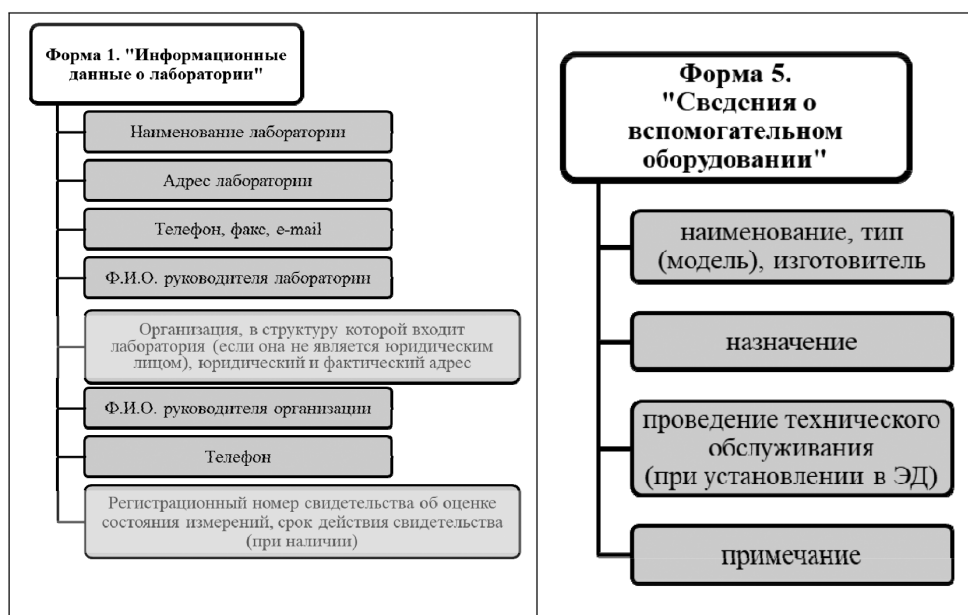 Форма 1. "Информационные
данные о лаборатории"
Наименование лаборатории
Адрес лаборатории
Телефон, факс, e-mail
Ф.И.О. руководителя лаборатории
Организация, в структуру которой входит
лаборатория (если она не является юридическим
лицом), юридический и фактический адрес
Ф.И.О. руководителя организации
Телефон
Регистрационный номер свидетельства об оценке
состояния измерений, срок действия свидетельства
(при наличии)
Форма 5.
"Сведения о
вспомогательном
оборудовании"
наименование, тип
(модель), изготовитель
назначение
проведение технического
обслуживания
(при установлении в ЭД)
примечание